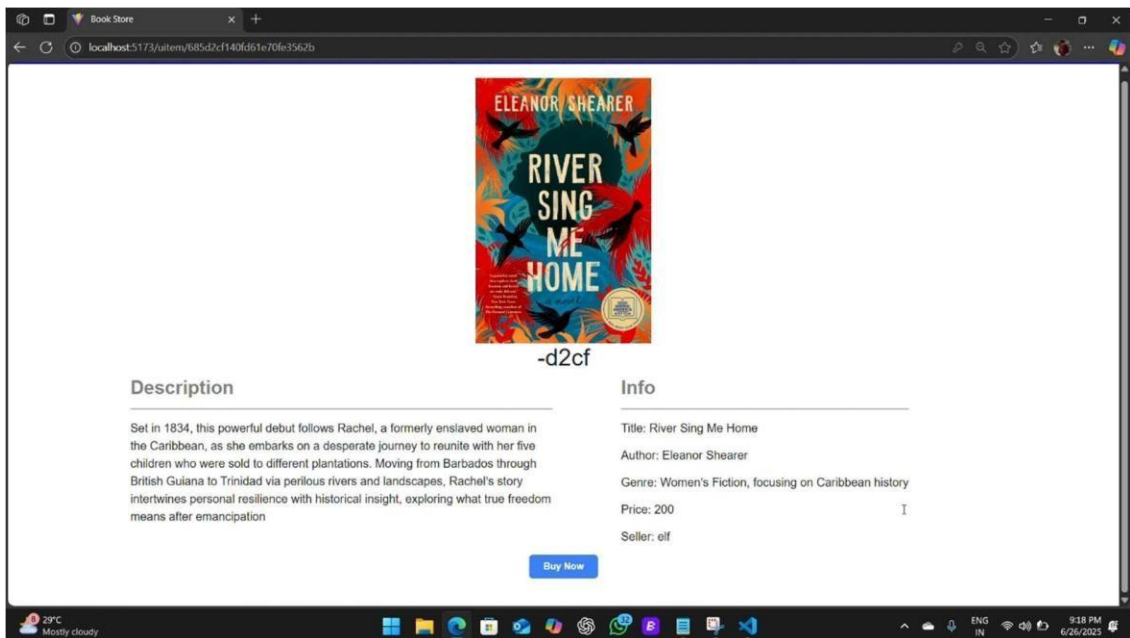 Book Store
localhost:5173/uitem/685d2cf140fd61e70fe3562b
ELEANOR SHEARER
RIVER
SING
ME
HOME
a novel
-d2cf
Description
Set in 1834, this powerful debut follows Rachel, a formerly enslaved woman in
the Caribbean, as she embarks on a desperate journey to reunite with her five
children who were sold to different plantations. Moving from Barbados through
British Guiana to Trinidad via perilous rivers and landscapes, Rachel's story
intertwines personal resilience with historical insight, exploring what true freedom
means after emancipation
Info
Title: River Sing Me Home
Author: Eleanor Shearer
Genre: Women's Fiction, focusing on Caribbean history
Price: 200
Seller: elf
Buy Now
29°C
Mostly cloudy
ENG
IN
9:18 PM
6/26/2025